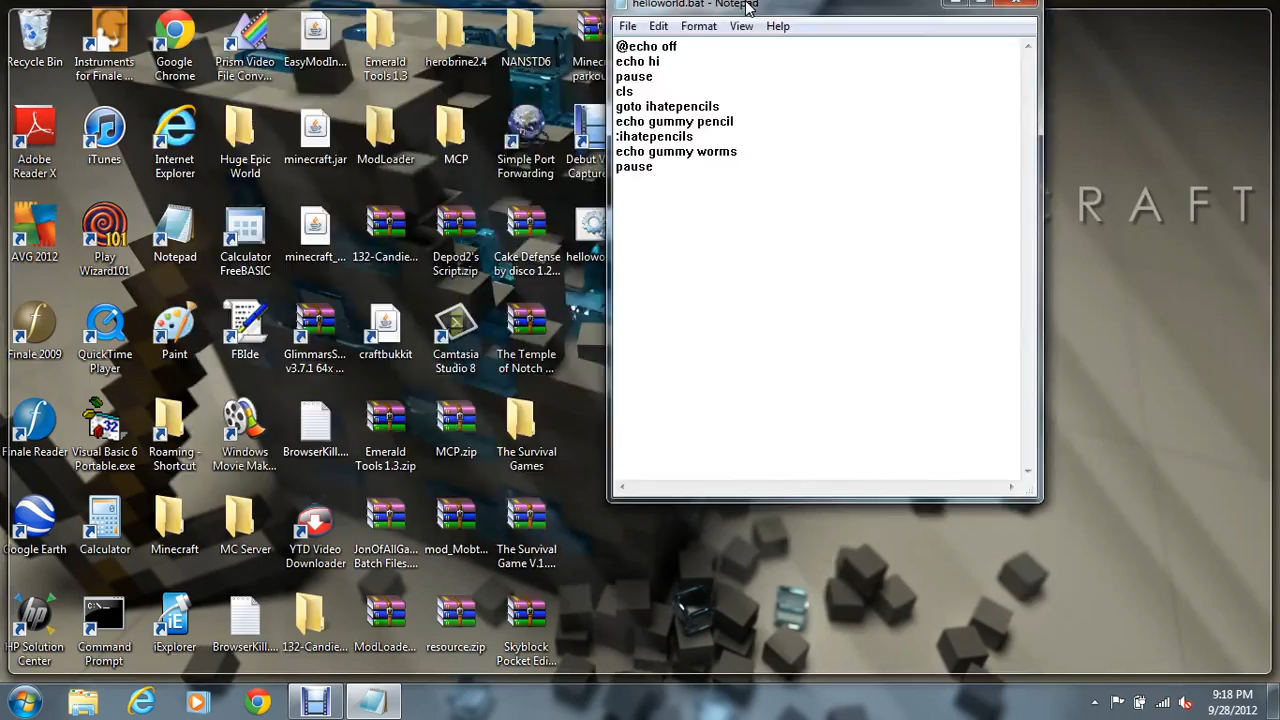 helloworld.bat - Notepad
File Edit Format View Help
@echo off
echo hi
pause
cls
goto ihatepencils
echo gummy pencil
:ihatepencils
echo gummy worms
pause
Recycle Bin
Instruments for Finale ...
Google Chrome
Prism Video File Conv...
EasyModIn...
Emerald Tools 1.3
herobrine2.4
NANSTD6
Minec parkou
Adobe Reader X
iTunes
Internet Explorer
Huge Epic World
minecraft.jar
ModLoader
MCP
Simple Port Forwarding
Debut V Capture
AVG 2012
Play Wizard101
Notepad
Calculator FreeBASIC
minecraft_...
132-Candie...
Depod2's Script.zip
Cake Defense by disco 1.2...
hellowo
Finale 2009
QuickTime Player
Paint
FBIde
GlimmarsS... v3.7.1 64x ...
craftbukkit
Camtasia Studio 8
The Temple of Notch ...
Finale Reader
Visual Basic 6 Portable.exe
Roaming - Shortcut
Windows Movie Mak...
BrowserKill....
Emerald Tools 1.3.zip
MCP.zip
The Survival Games
Google Earth
Calculator
Minecraft
MC Server
YTD Video Downloader
JonOfAllGa... Batch Files....
mod_Mobt...
The Survival Game V.1....
HP Solution Center
Command Prompt
iExplorer
BrowserKill....
132-Candie...
ModLoade...
resource.zip
Skyblock Pocket Edi...
RAFT
9:18 PM
9/28/2012